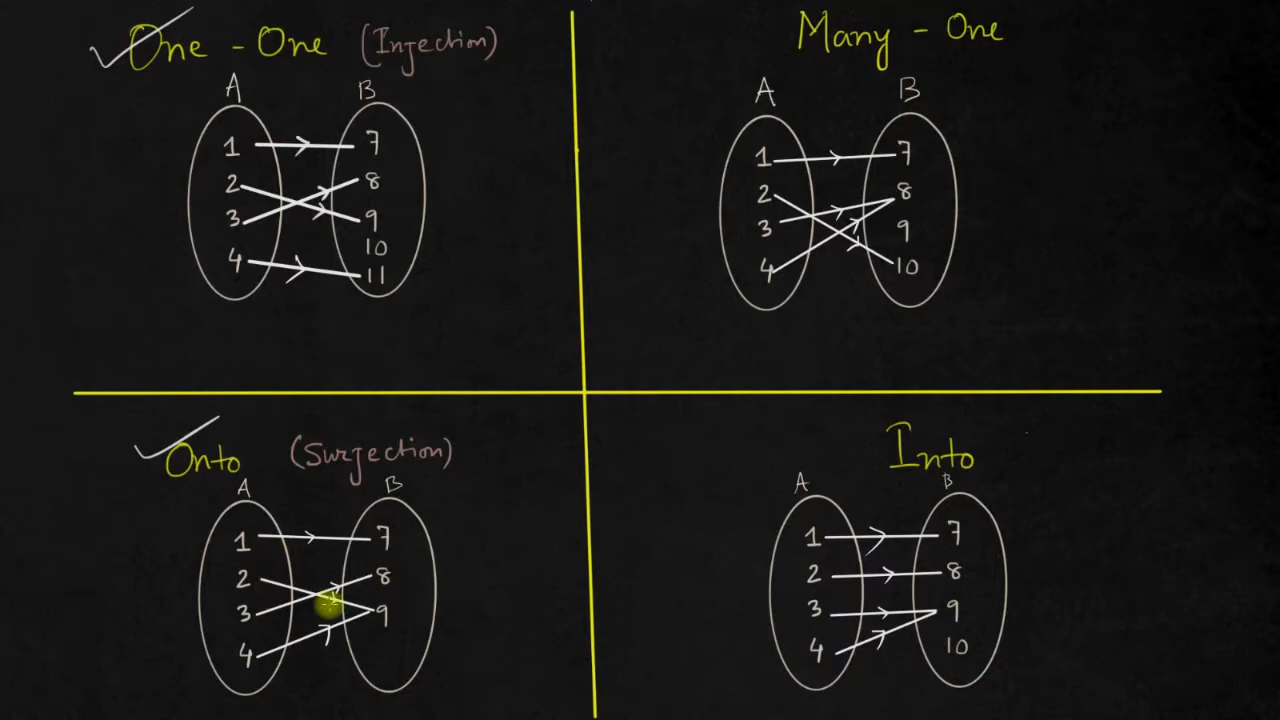 One - One (Injection)
A B
1 7
2 8
3 9
10
4 11
Many - One
A B
1 7
2 8
3 9
4 10
Onto (Surjection)
A B
1 7
2 8
3 9
4
Into
A B
1 7
2 8
3 9
4 10